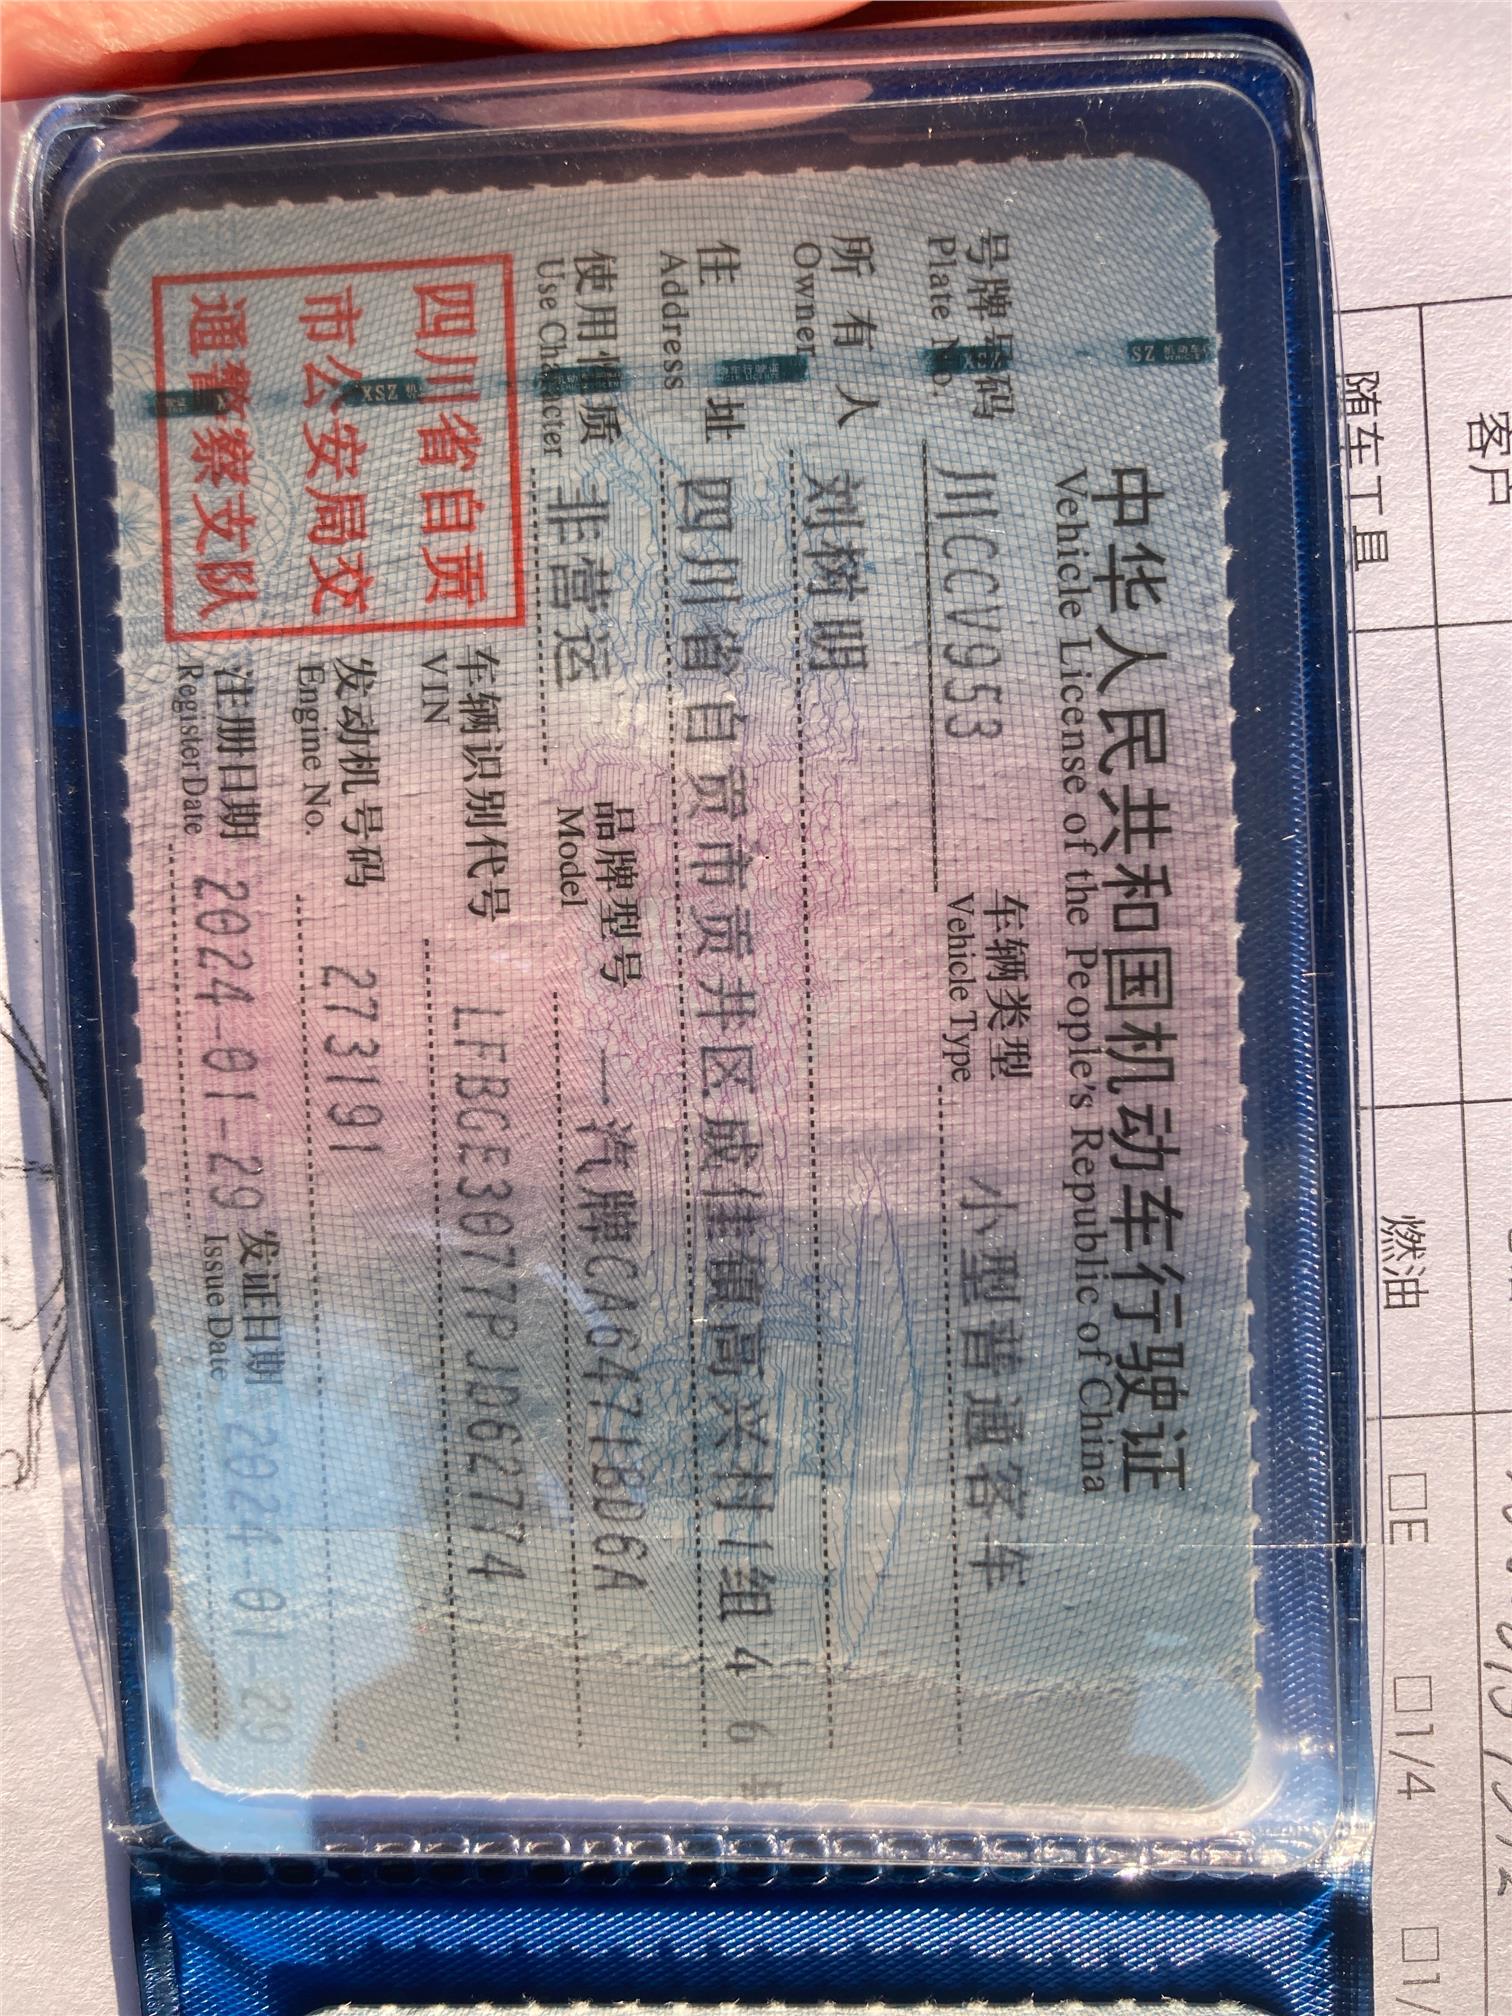 中华人民共和国机动车行驶证
Vehicle License of the People's Republic of China
号牌号码 川CCV953 车辆类型 小型普通客车
Plate No. Vehicle Type
所有人 刘树明
Owner
住址 四川省自贡市贡井区成佳镇高兴村1组46号
Address
使用性质 非营运 品牌型号 一汽牌CA6471BD6A
Use Character Model
四川省自贡
市公安局交
通警察支队
车辆识别代号 LFBGE3077PJD62774
VIN
发动机号码 273191
Engine No.
注册日期 2024-01-29 发证日期 2024-01-29
Register Date Issue Date
客户
随车工具
燃油 □E □1/4 □1/